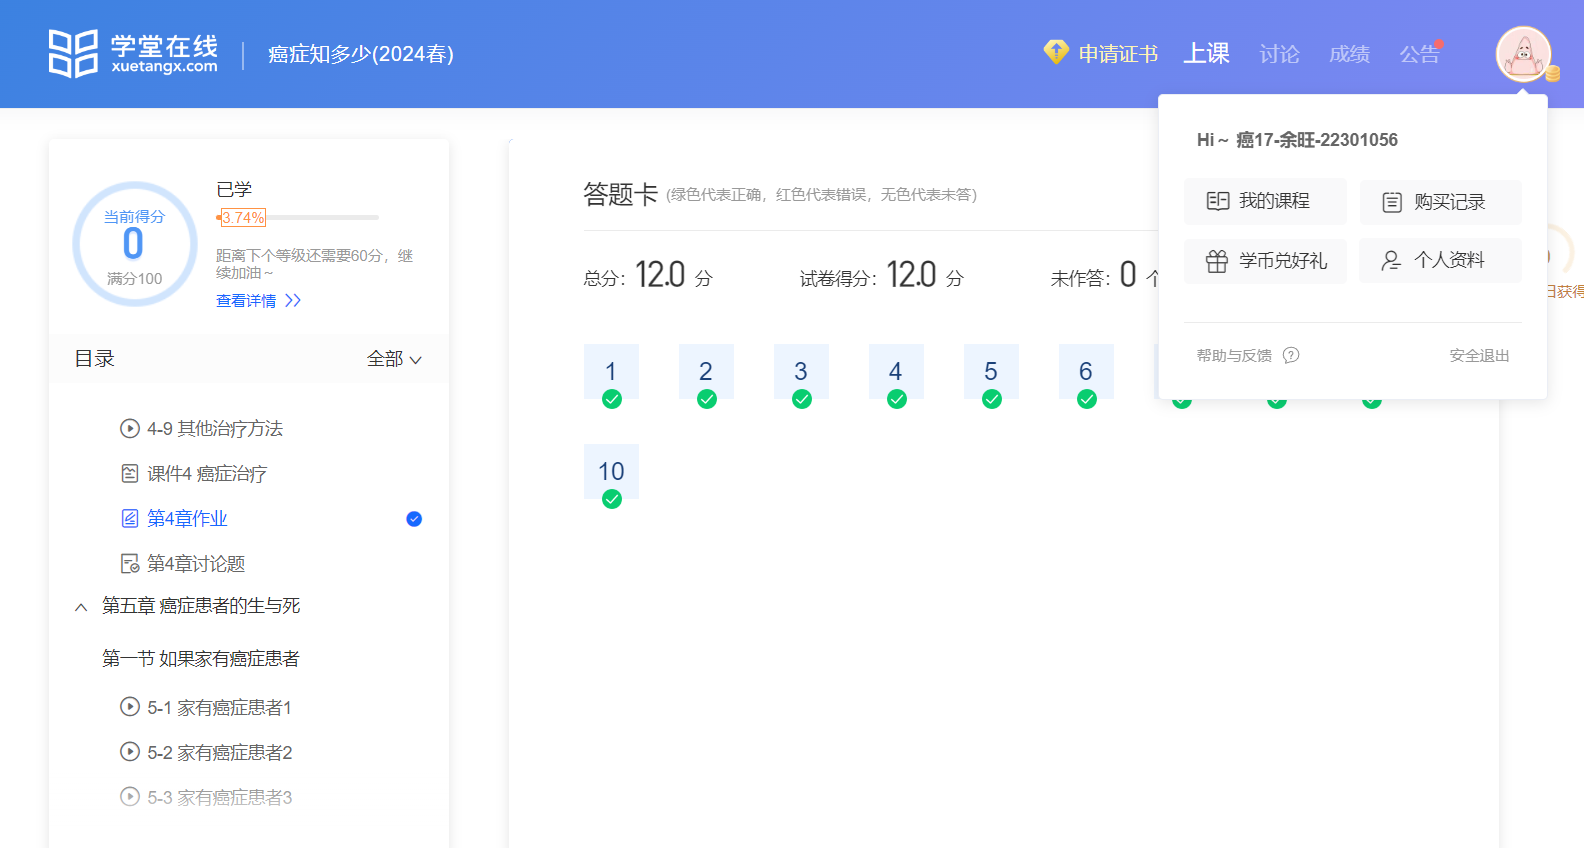 学堂在线
xuetangx.com
癌症知多少(2024春)
申请证书
上课
讨论
成绩
公告
Hi ~ 癌17-余旺-22301056
我的课程
购买记录
学币兑好礼
个人资料
帮助与反馈
安全退出
当前得分
0
满分100
已学
3.74%
距离下个等级还需要60分，继
续加油～
查看详情
目录
全部
4-9 其他治疗方法
课件4 癌症治疗
第4章作业
第4章讨论题
第五章 癌症患者的生与死
第一节 如果家有癌症患者
5-1 家有癌症患者1
5-2 家有癌症患者2
5-3 家有癌症患者3
答题卡 (绿色代表正确，红色代表错误，无色代表未答)
总分：12.0 分
试卷得分：12.0 分
未作答：0 个
1
2
3
4
5
6
10
日获得